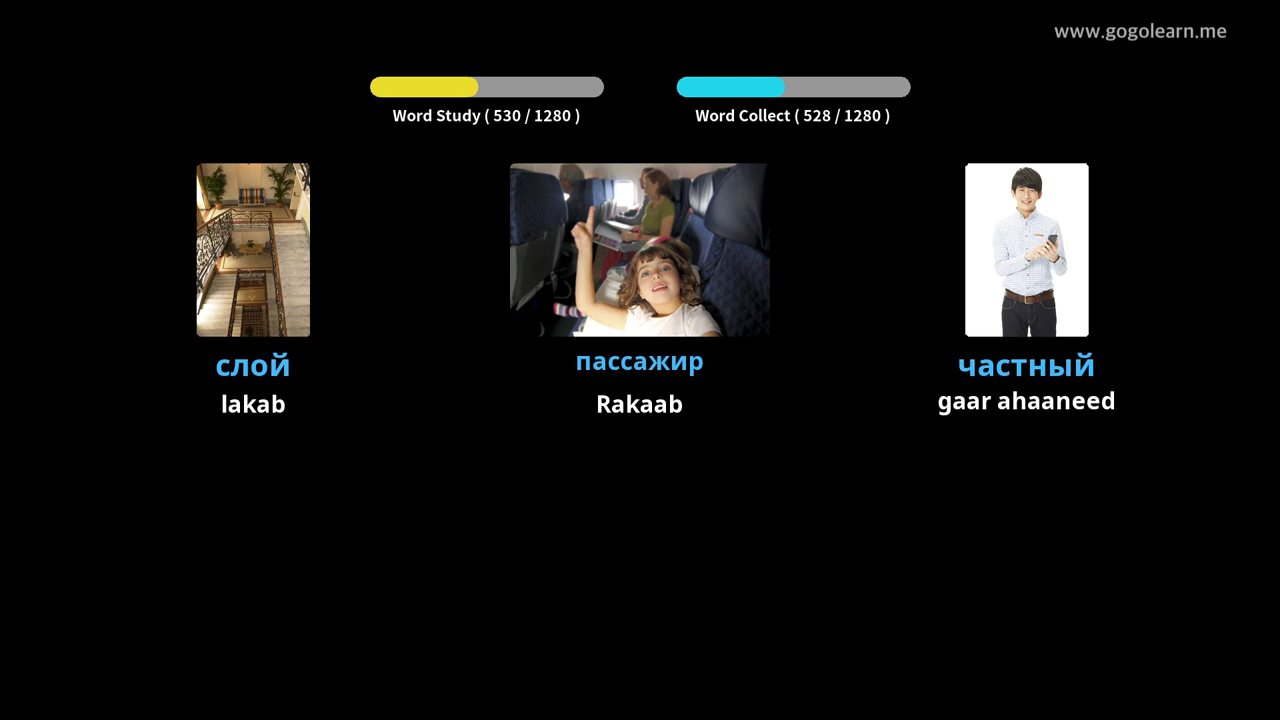 www.gogolearn.me
Word Study ( 530 / 1280 )
Word Collect ( 528 / 1280 )
слой
пассажир
частный
lakab
Rakaab
gaar ahaaneed